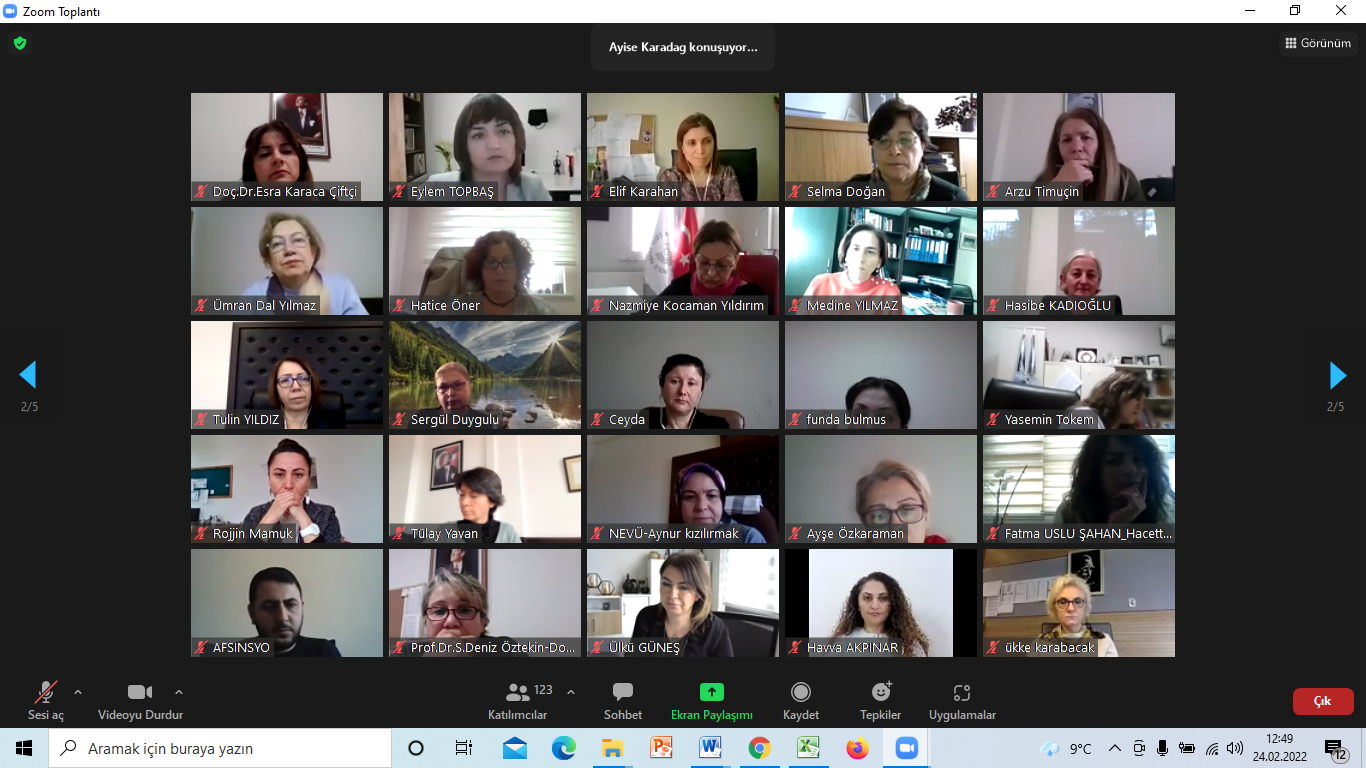 Zoom Toplantı
Ayise Karadag konuşuyor...
Görünüm
Doç.Dr.Esra Karaca Çiftçi
Eylem TOPBAŞ
Elif Karahan
Selma Doğan
Arzu Timuçin
Ümran Dal Yılmaz
Hatice Öner
Nazmiye Kocaman Yıldırım
Medine YILMAZ
Hasibe KADIOĞLU
2/5
2/5
Tülin YILDIZ
Sergül Duygulu
Ceyda
funda bulmus
Yasemin Tokem
Rojjin Mamuk
Tülay Yavan
NEVÜ-Aynur kızılırmak
Ayşe Özkaraman
Fatma USLU ŞAHAN_Hacett...
AFSINSYO
Prof.Dr.S.Deniz Öztekin-Do...
Ülkü GÜNEŞ
Havva AKPINAR
ükke karabacak
Sesi aç
Videoyu Durdur
123
Katılımcılar
Sohbet
Ekran Paylaşımı
Kaydet
Tepkiler
Uygulamalar
Çık
Aramak için buraya yazın
9°C
12:49
24.02.2022
12